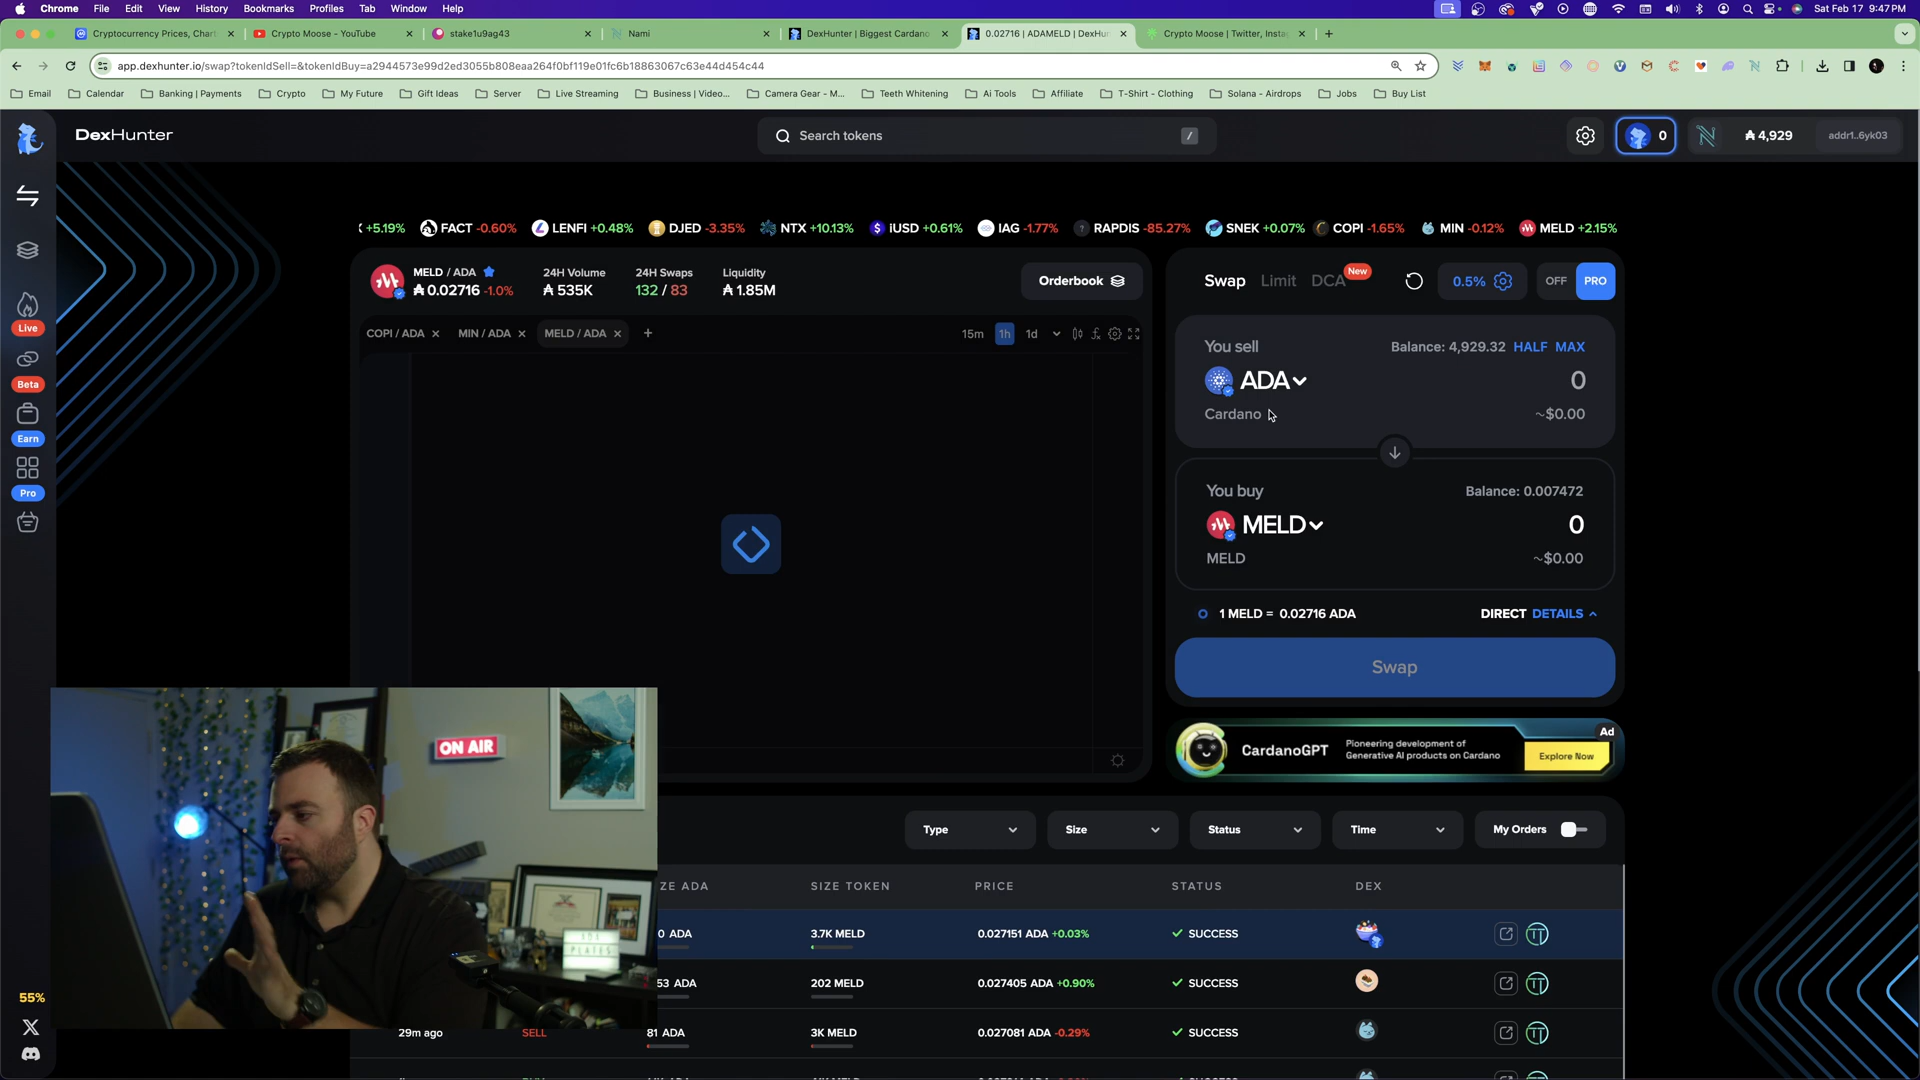 Chrome File Edit View History Bookmarks Profiles Tab Window Help Sat Feb 17 9:47 PM
Cryptocurrency Prices, Char Crypto Moose - YouTube stake1u9ag43 Nami DexHunter | Biggest Cardano 0.02716 | ADAMELD | DexHun Crypto Moose | Twitter, Insta
app.dexhunter.io/swap?tokenIdSell=&tokenIdBuy=a2944573e99d2ed3055b808eaa264f0bf119e01fc6b18863067c63e44d454c44
Email Calendar Banking | Payments Crypto My Future Gift Ideas Server Live Streaming Business | Video... Camera Gear - M... Teeth Whitening Ai Tools Affiliate T-Shirt - Clothing Solana - Airdrops Jobs Buy List
DexHunter Search tokens / 0 ₳ 4,929 addr1..6yk03
+5.19% FACT -0.60% LENFI +0.48% DJED -3.35% NTX +10.13% iUSD +0.61% IAG -1.77% ? RAPDIS -85.27% SNEK +0.07% COPI -1.65% MIN -0.12% MELD +2.15%
MELD / ADA 24H Volume 24H Swaps Liquidity
₳ 0.02716 -1.0% ₳ 535K 132 / 83 ₳ 1.85M
Orderbook
COPI / ADA MIN / ADA MELD / ADA + 15m 1h 1d
Swap Limit DCA New 0.5% OFF PRO
You sell Balance: 4,929.32 HALF MAX
ADA 0
Cardano ~$0.00
You buy Balance: 0.007472
MELD 0
MELD ~$0.00
1 MELD = 0.02716 ADA DIRECT DETAILS
Swap
CardanoGPT Pioneering development of Generative AI products on Cardano Explore Now Ad
Live
Beta
Earn
Pro
55%
ON AIR
PLATES
Type Size Status Time My Orders
ZE ADA SIZE TOKEN PRICE STATUS DEX
0 ADA 3.7K MELD 0.027151 ADA +0.03% SUCCESS
53 ADA 202 MELD 0.027405 ADA +0.90% SUCCESS
29m ago SELL 81 ADA 3K MELD 0.027081 ADA -0.29% SUCCESS